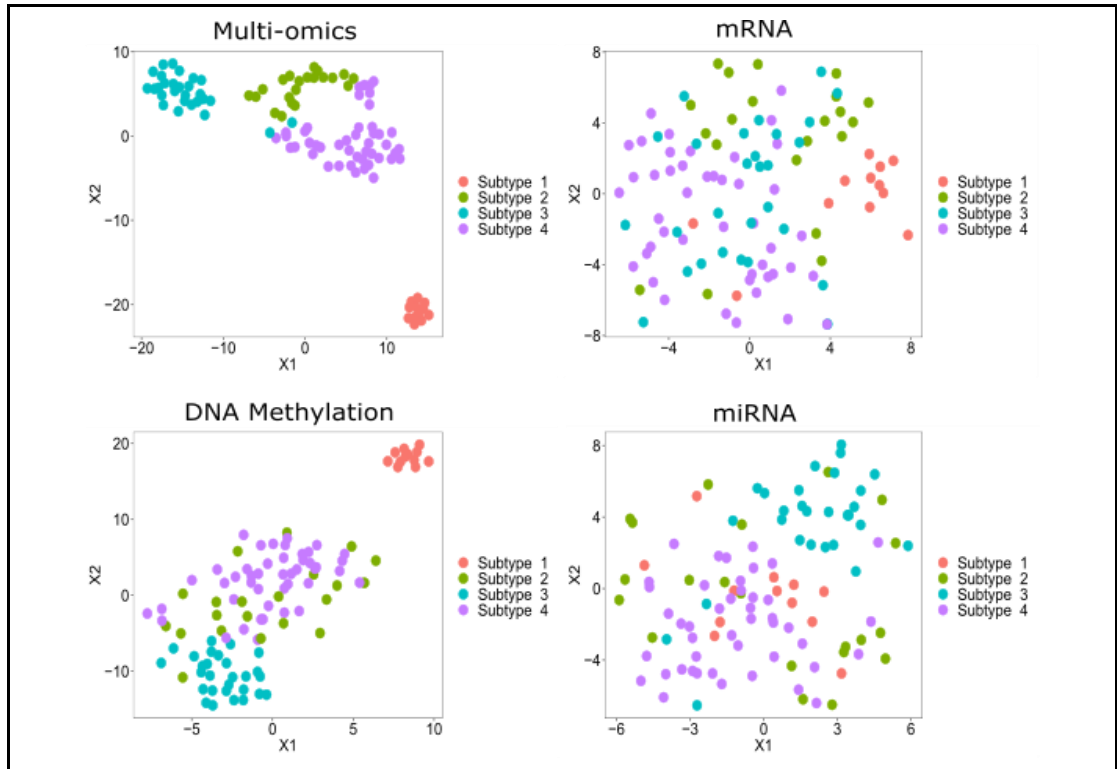 Multi-omics
10
0
−10
−20
X2
−20
−10
0
10
X1
Subtype 1
Subtype 2
Subtype 3
Subtype 4
mRNA
8
4
0
−4
−8
X2
−4
0
4
8
X1
Subtype 1
Subtype 2
Subtype 3
Subtype 4
DNA Methylation
20
10
0
−10
X2
−5
0
5
10
X1
Subtype 1
Subtype 2
Subtype 3
Subtype 4
miRNA
8
4
0
−4
X2
−6
−3
0
3
6
X1
Subtype 1
Subtype 2
Subtype 3
Subtype 4